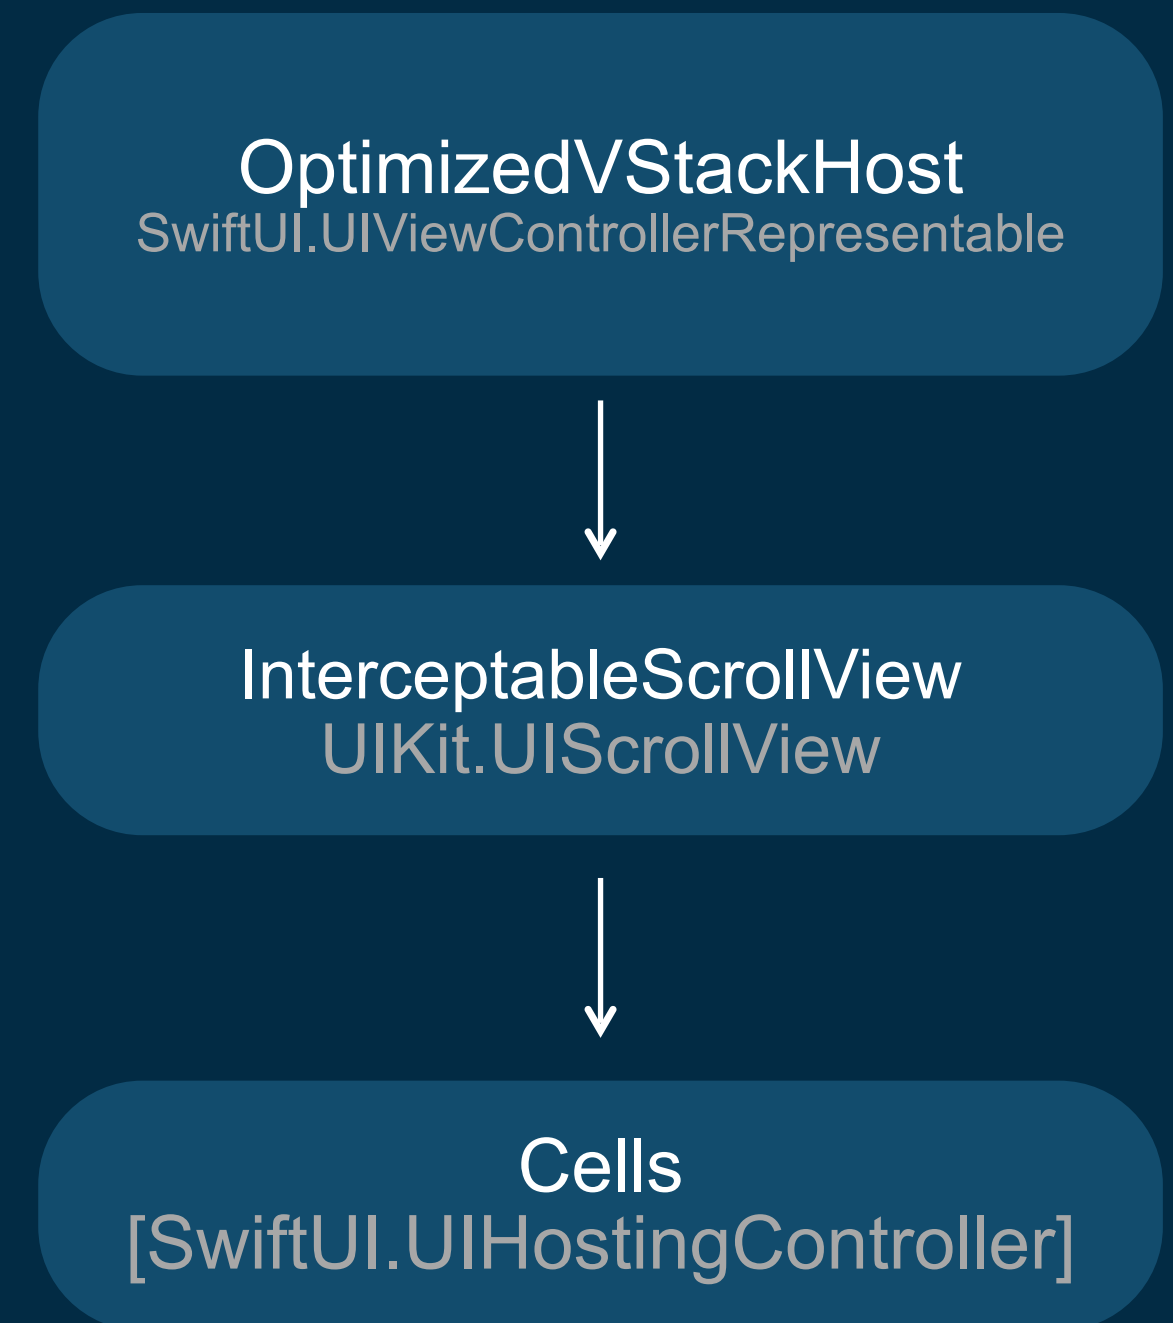 OptimizedVStackHost
SwiftUI.UIViewControllerRepresentable
InterceptableScrollView
UIKit.UIScrollView
Cells
[SwiftUI.UIHostingController]